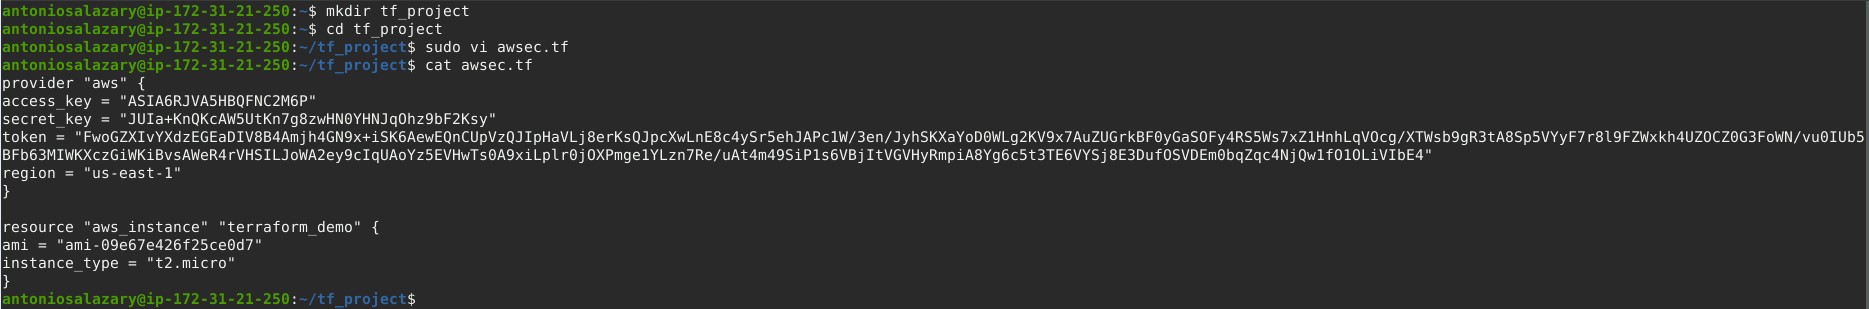 antoniosalazary@ip-172-31-21-250:~$ mkdir tf_project
antoniosalazary@ip-172-31-21-250:~$ cd tf_project
antoniosalazary@ip-172-31-21-250:~/tf_project$ sudo vi awsec.tf
antoniosalazary@ip-172-31-21-250:~/tf_project$ cat awsec.tf
provider "aws" {
access_key = "ASIA6RJVA5HBQFNC2M6P"
secret_key = "JUIa+KnQKcAW5UtKn7g8zwHN0YHNJqOhz9bF2Ksy"
token = "FwoGZXIvYXdzEGEaDIV8B4Amjh4GN9x+iSK6AewEQnCUpVzQJIpHaVLj8erKsQJpcXwLnE8c4ySr5ehJAPc1W/3en/JyhSKXaYoD0WLg2KV9x7AuZUGrkBF0yGaSOFy4RS5Ws7xZ1HnhLqVOcg/XTWsb9gR3tA8Sp5VYyF7r8l9FZWxkh4UZOCZ0G3FoWN/vu0IUb5
BFb63MIWKXczGiWKiBvsAWeR4rVHSILJoWA2ey9cIqUAoYz5EVHwTs0A9xiLplr0jOXPmge1YLzn7Re/uAt4m49SiP1s6VBjItVGVHyRmpiA8Yg6c5t3TE6VYSj8E3DufOSVDEm0bqZqc4NjQw1fO1OLiVIbE4"
region = "us-east-1"
}
resource "aws_instance" "terraform_demo" {
ami = "ami-09e67e426f25ce0d7"
instance_type = "t2.micro"
}
antoniosalazary@ip-172-31-21-250:~/tf_project$